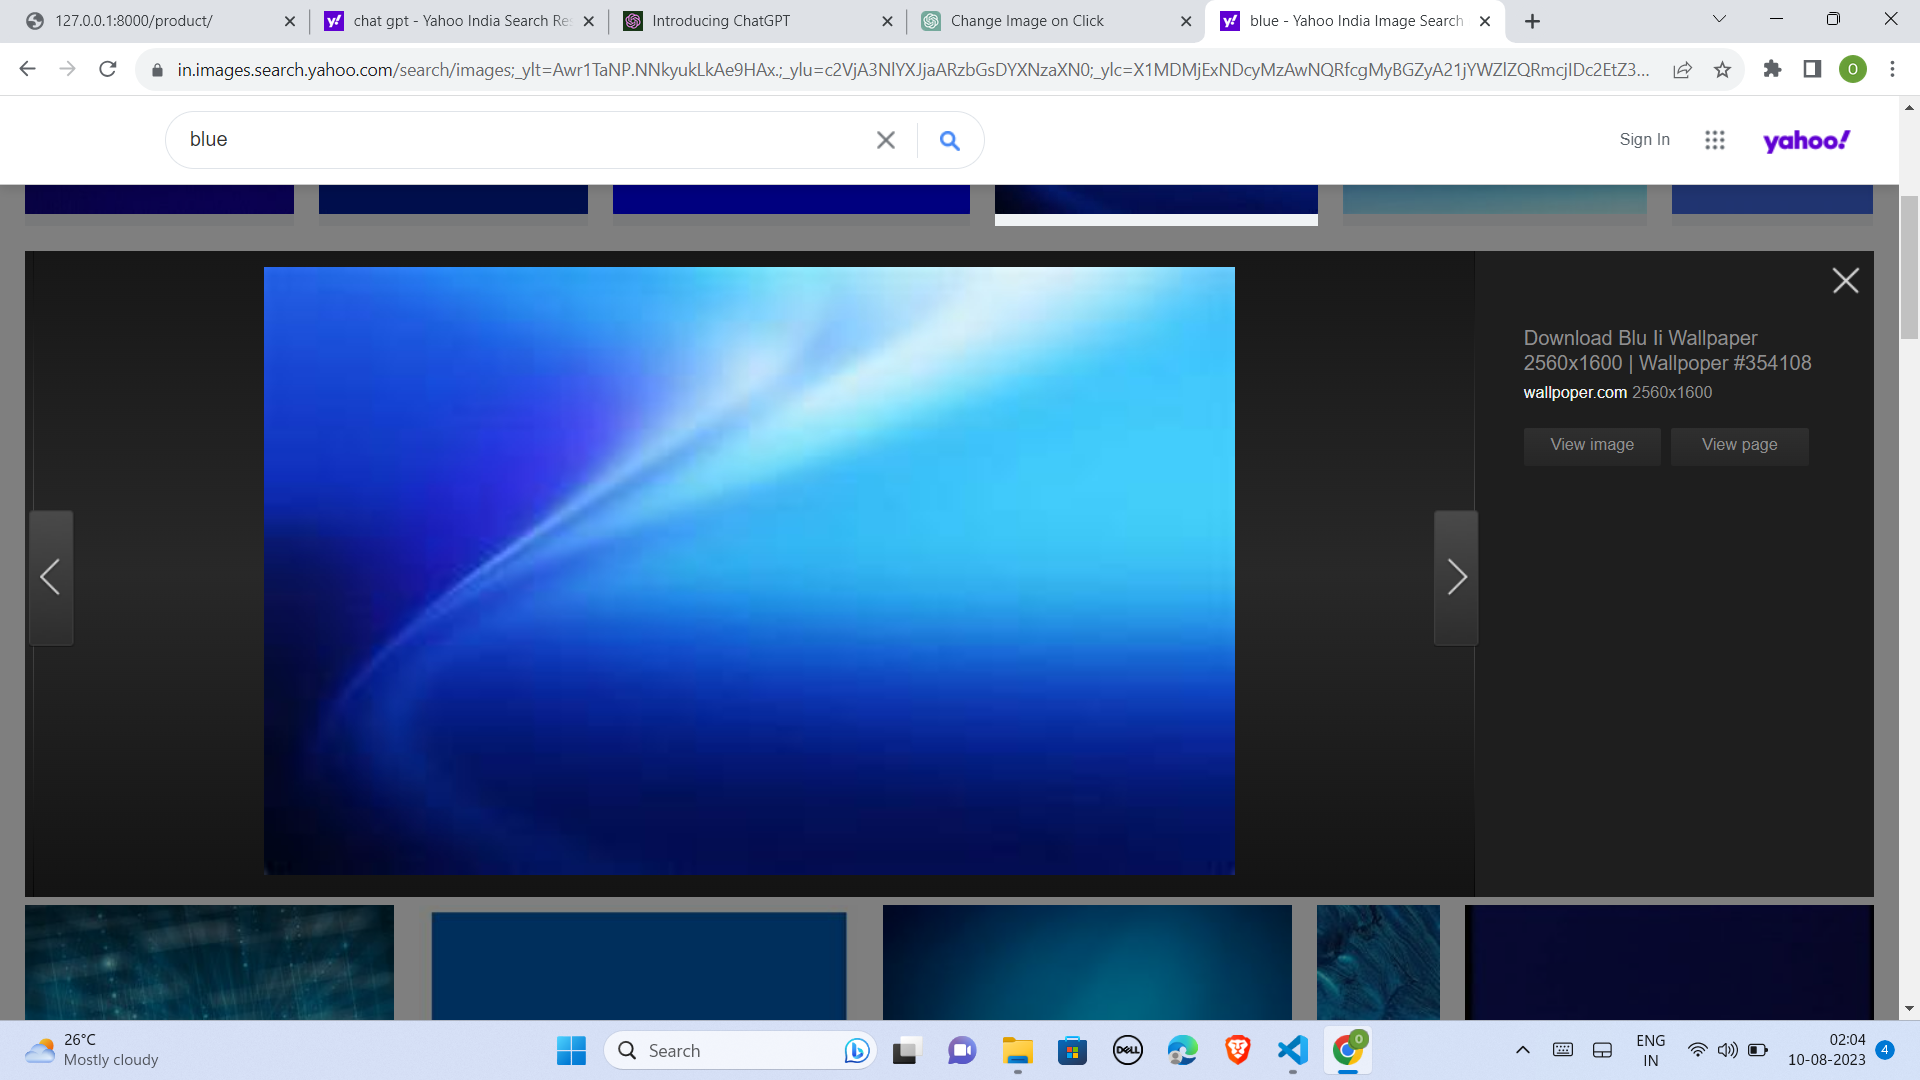 127.0.0.1:8000/product/
chat gpt - Yahoo India Search Res
Introducing ChatGPT
Change Image on Click
blue - Yahoo India Image Search
in.images.search.yahoo.com/search/images;_ylt=Awr1TaNP.NNkyukLkAe9HAx.;_ylu=c2VjA3NlYXJjaARzbGsDYXNzaXN0;_ylc=X1MDMjExNDcyMzAwNQRfcgMyBGZyA21jYWZlZQRmcjIDc2EtZ3...
O
blue
Sign In
yahoo!
Download Blu Ii Wallpaper
2560x1600 | Wallpoper #354108
wallpoper.com 2560x1600
View image
View page
26°C
Mostly cloudy
Search
DELL
0
ENG
IN
02:04
10-08-2023
4